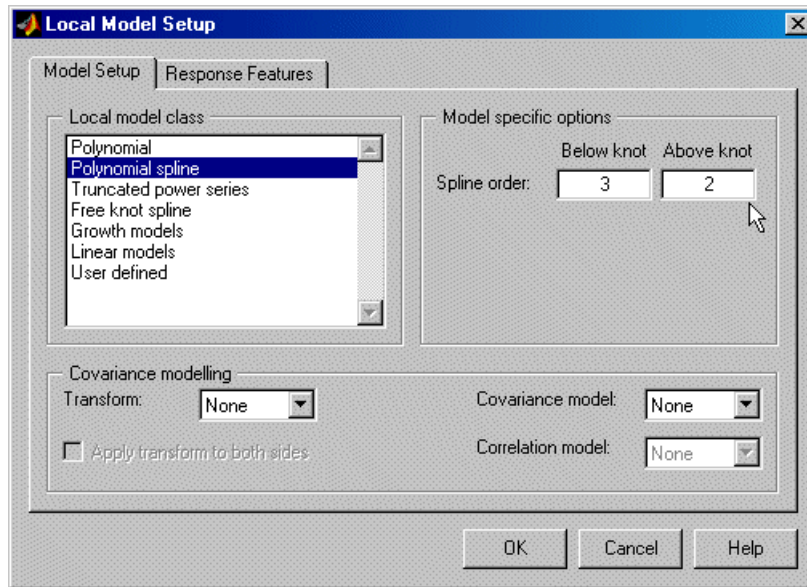 Local Model Setup
Model Setup
Response Features
Local model class
Polynomial
Polynomial spline
Truncated power series
Free knot spline
Growth models
Linear models
User defined
Model specific options
Below knot Above knot
Spline order: 3 2
Covariance modelling
Transform: None
Apply transform to both sides
Covariance model: None
Correlation model: None
OK
Cancel
Help